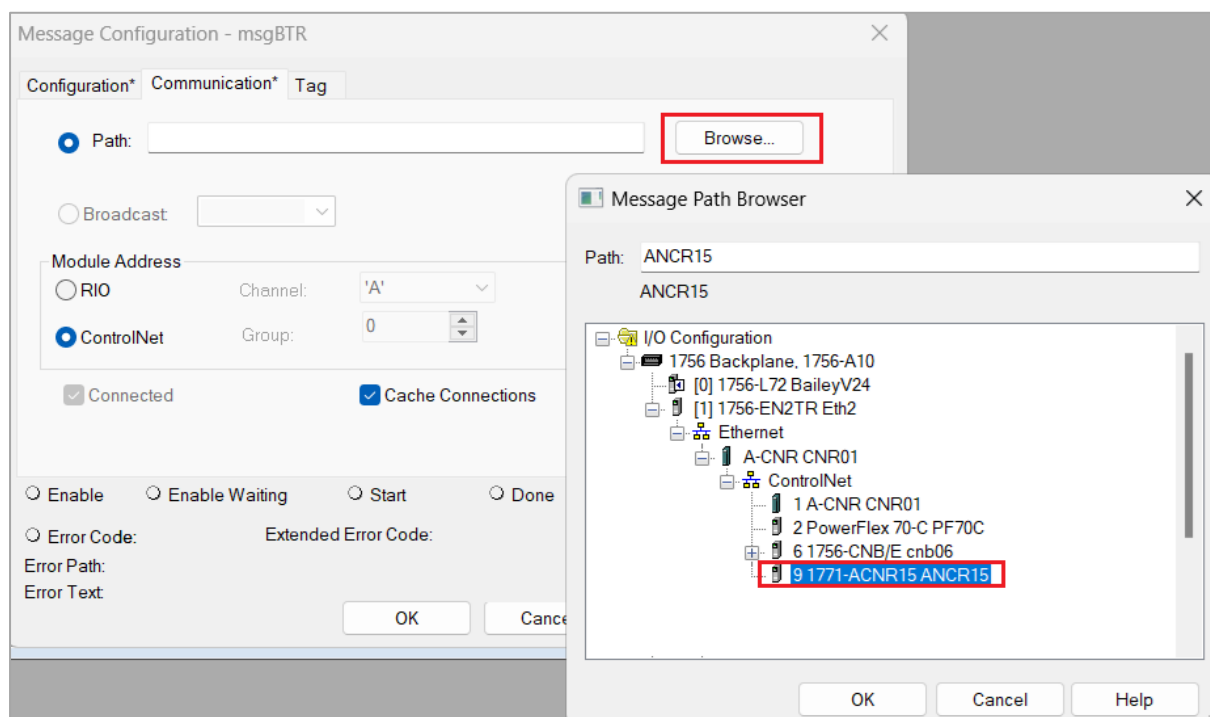 Message Configuration - msgBTR
Configuration* Communication* Tag
Path:
Browse...
Broadcast:
Module Address
RIO
Channel: 'A'
ControlNet
Group: 0
Connected
Cache Connections
Enable Enable Waiting Start Done
Error Code: Extended Error Code:
Error Path:
Error Text:
OK
Message Path Browser
Path: ANCR15
ANCR15
I/O Configuration
1756 Backplane, 1756-A10
[0] 1756-L72 BaileyV24
[1] 1756-EN2TR Eth2
Ethernet
A-CNR CNR01
ControlNet
1 A-CNR CNR01
2 PowerFlex 70-C PF70C
6 1756-CNB/E cnb06
9 1771-ACNR15 ANCR15
OK Cancel Help